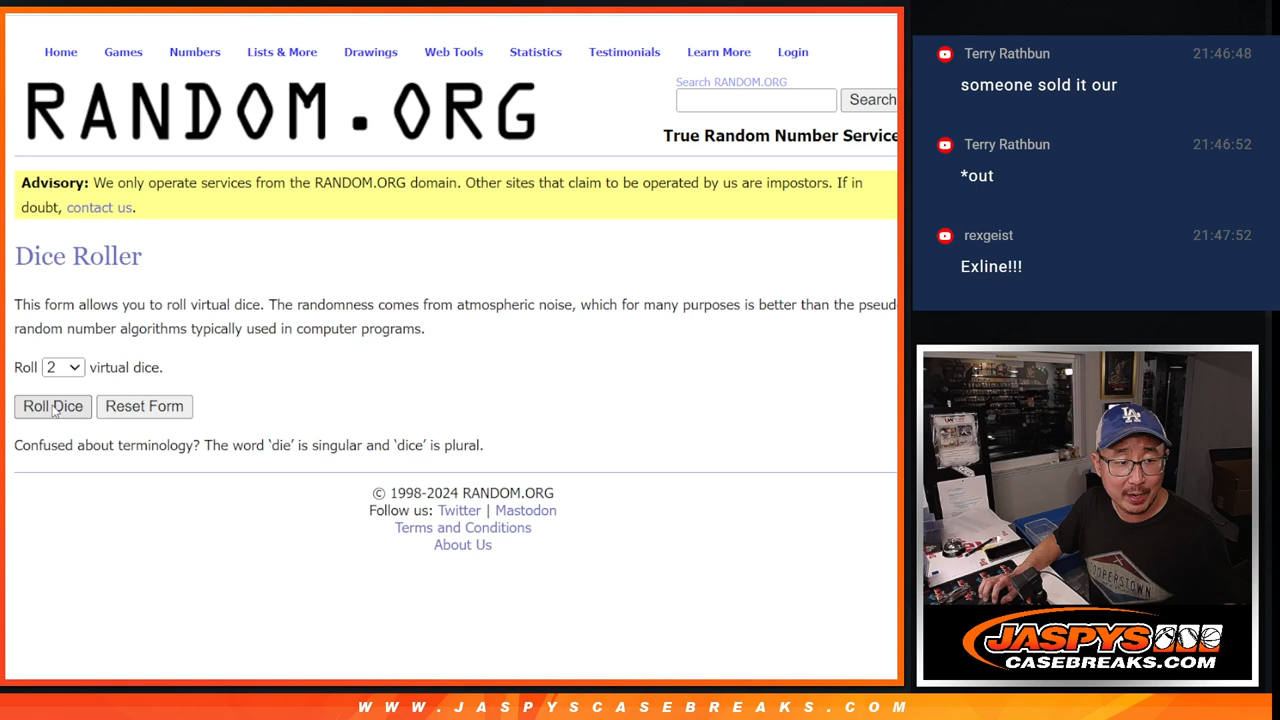 Home Games Numbers Lists & More Drawings Web Tools Statistics Testimonials Learn More Login
RANDOM.ORG
Search RANDOM.ORG
Search
True Random Number Service
Advisory: We only operate services from the RANDOM.ORG domain. Other sites that claim to be operated by us are impostors. If in
doubt, contact us.
Dice Roller
This form allows you to roll virtual dice. The randomness comes from atmospheric noise, which for many purposes is better than the pseudo
random number algorithms typically used in computer programs.
Roll 2 virtual dice.
Roll Dice Reset Form
Confused about terminology? The word ‘die’ is singular and ‘dice’ is plural.
© 1998-2024 RANDOM.ORG
Follow us: Twitter | Mastodon
Terms and Conditions
About Us
Terry Rathbun 21:46:48
someone sold it our
Terry Rathbun 21:46:52
*out
rexgeist 21:47:52
Exline!!!
LA
COOPERSTOWN
JASPYS
CASEBREAKS.COM
WWW.JASPYSCASEBREAKS.COM